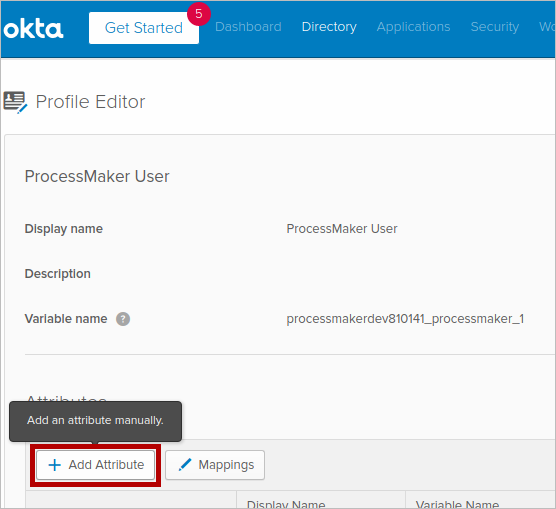 okta Get Started 5 Dashboard Directory Applications Security
Profile Editor
ProcessMaker User
Display name ProcessMaker User
Description
Variable name ? processmakerdev810141_processmaker_1
Attributes
Add an attribute manually.
+ Add Attribute Mappings
Display Name Variable Name